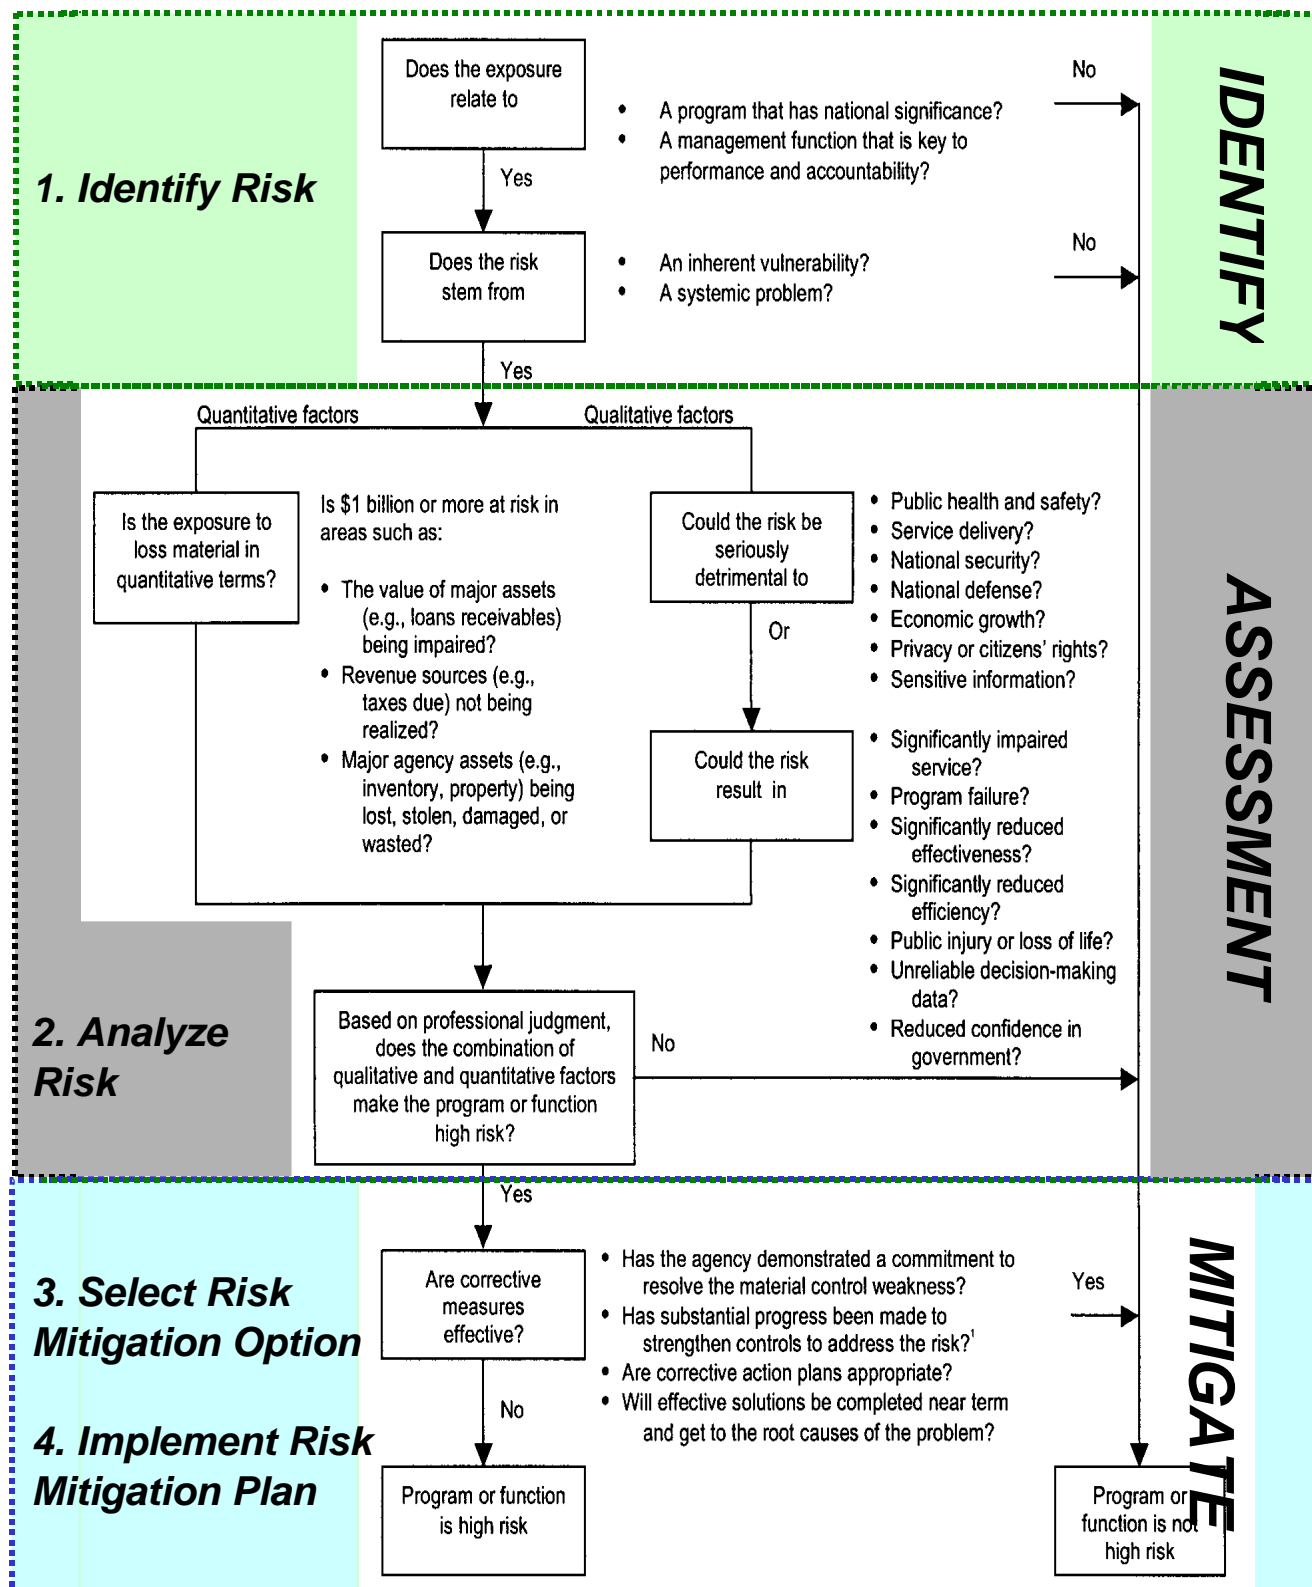 Does the exposure
relate to
• A program that has national significance?
• A management function that is key to
performance and accountability?
No
IDENTIFY
1. Identify Risk
Yes
Does the risk
stem from
• An inherent vulnerability?
• A systemic problem?
No
Yes
Quantitative factors
Qualitative factors
Is the exposure to
loss material in
quantitative terms?
Is $1 billion or more at risk in
areas such as:
• The value of major assets
(e.g., loans receivables)
being impaired?
• Revenue sources (e.g.,
taxes due) not being
realized?
• Major agency assets (e.g.,
inventory, property) being
lost, stolen, damaged, or
wasted?
Could the risk be
seriously
detrimental to
• Public health and safety?
• Service delivery?
• National security?
• National defense?
• Economic growth?
• Privacy or citizens' rights?
• Sensitive information?
Or
Could the risk
result in
• Significantly impaired
service?
• Program failure?
• Significantly reduced
effectiveness?
• Significantly reduced
efficiency?
• Public injury or loss of life?
• Unreliable decision-making
data?
• Reduced confidence in
government?
ASSESSMENT
2. Analyze
Risk
Based on professional judgment,
does the combination of
qualitative and quantitative factors
make the program or function
high risk?
No
Yes
3. Select Risk
Mitigation Option
Are corrective
measures
effective?
• Has the agency demonstrated a commitment to
resolve the material control weakness?
• Has substantial progress been made to
strengthen controls to address the risk?¹
• Are corrective action plans appropriate?
• Will effective solutions be completed near term
and get to the root causes of the problem?
Yes
MITIGATE
No
4. Implement Risk
Mitigation Plan
Program or function
is high risk
Program or
function is not
high risk